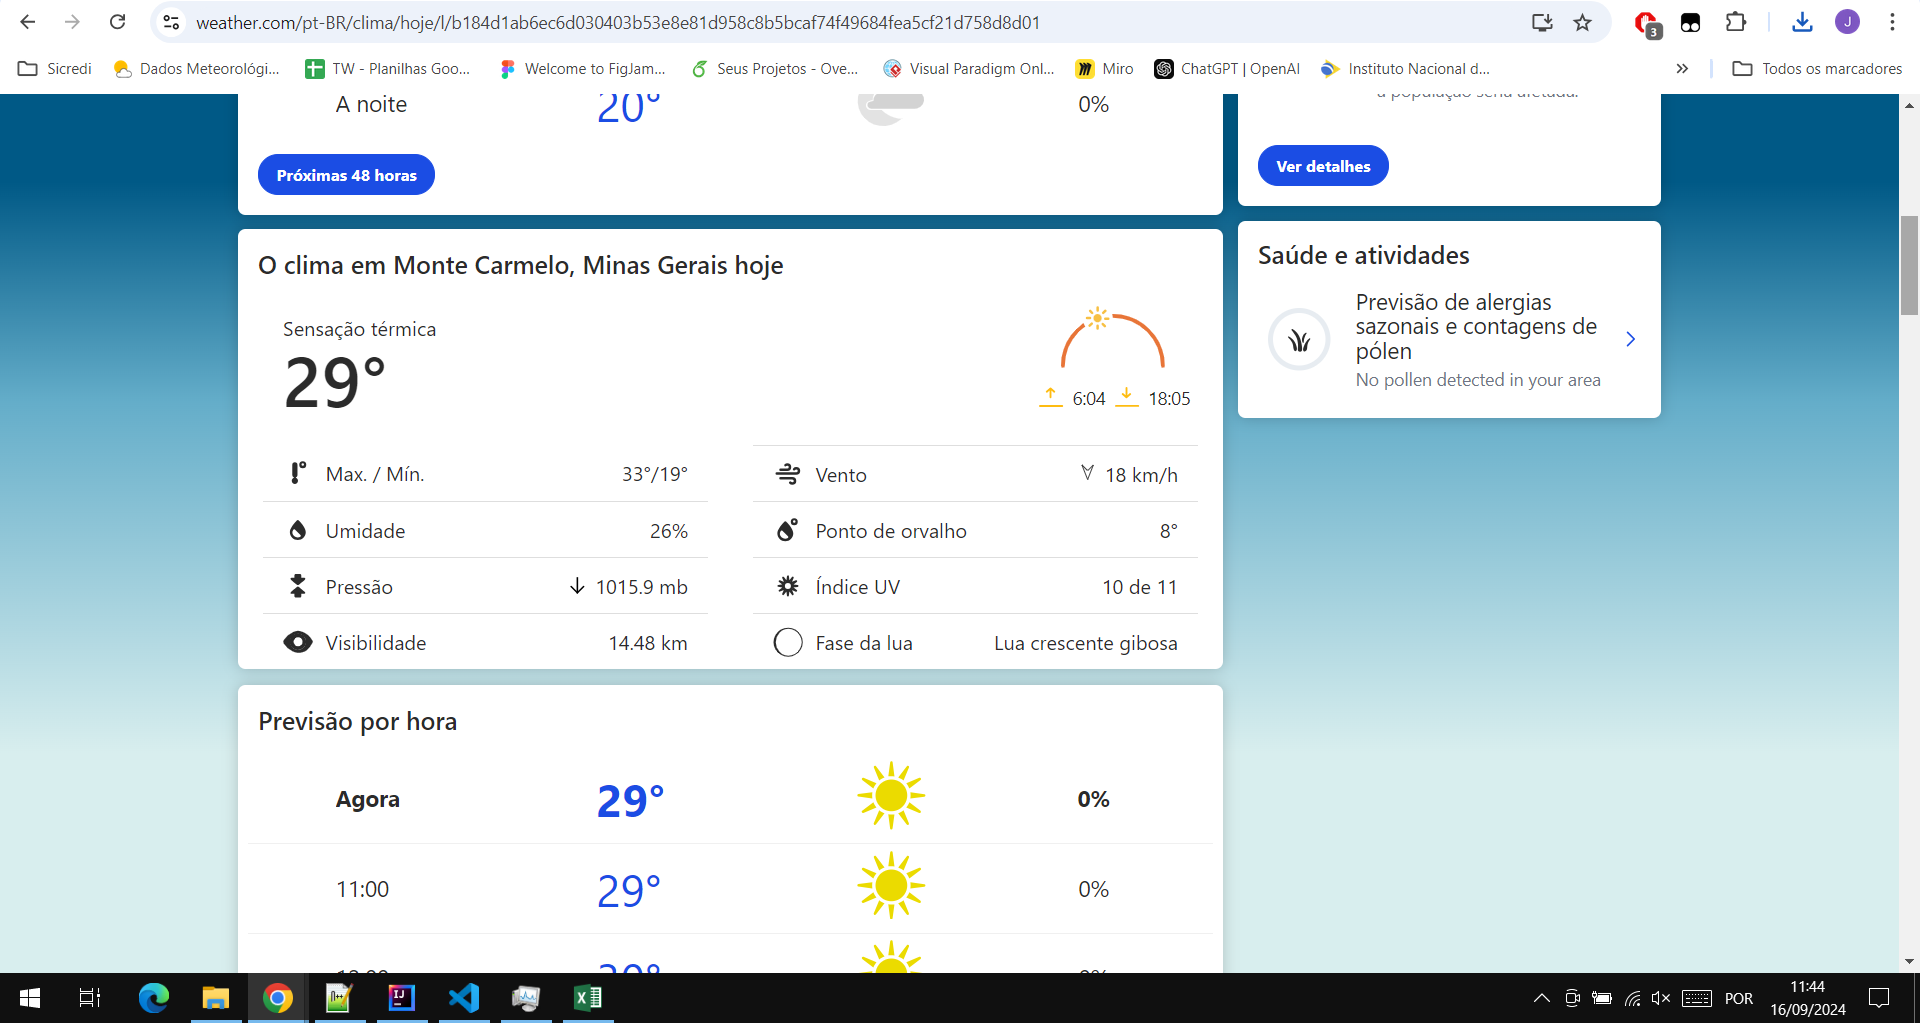 weather.com/pt-BR/clima/hoje/l/b184d1ab6ec6d030403b53e8e81d958c8b5bcaf74f49684fea5cf21d758d8d01
3
J
Sicredi
Dados Meteorológi...
TW - Planilhas Goo...
Welcome to FigJam...
Seus Projetos - Ove...
Visual Paradigm Onl...
Miro
ChatGPT | OpenAI
Instituto Nacional d...
»
Todos os marcadores
A noite 20° 0%
Próximas 48 horas
a população seria afetada.
Ver detalhes
O clima em Monte Carmelo, Minas Gerais hoje
Sensação térmica
29°
6:04 18:05
Max. / Mín. 33°/19°
Vento 18 km/h
Umidade 26%
Ponto de orvalho 8°
Pressão 1015.9 mb
Índice UV 10 de 11
Visibilidade 14.48 km
Fase da lua Lua crescente gibosa
Saúde e atividades
Previsão de alergias
sazonais e contagens de
pólen
No pollen detected in your area
Previsão por hora
Agora 29° 0%
11:00 29° 0%
POR
11:44
16/09/2024